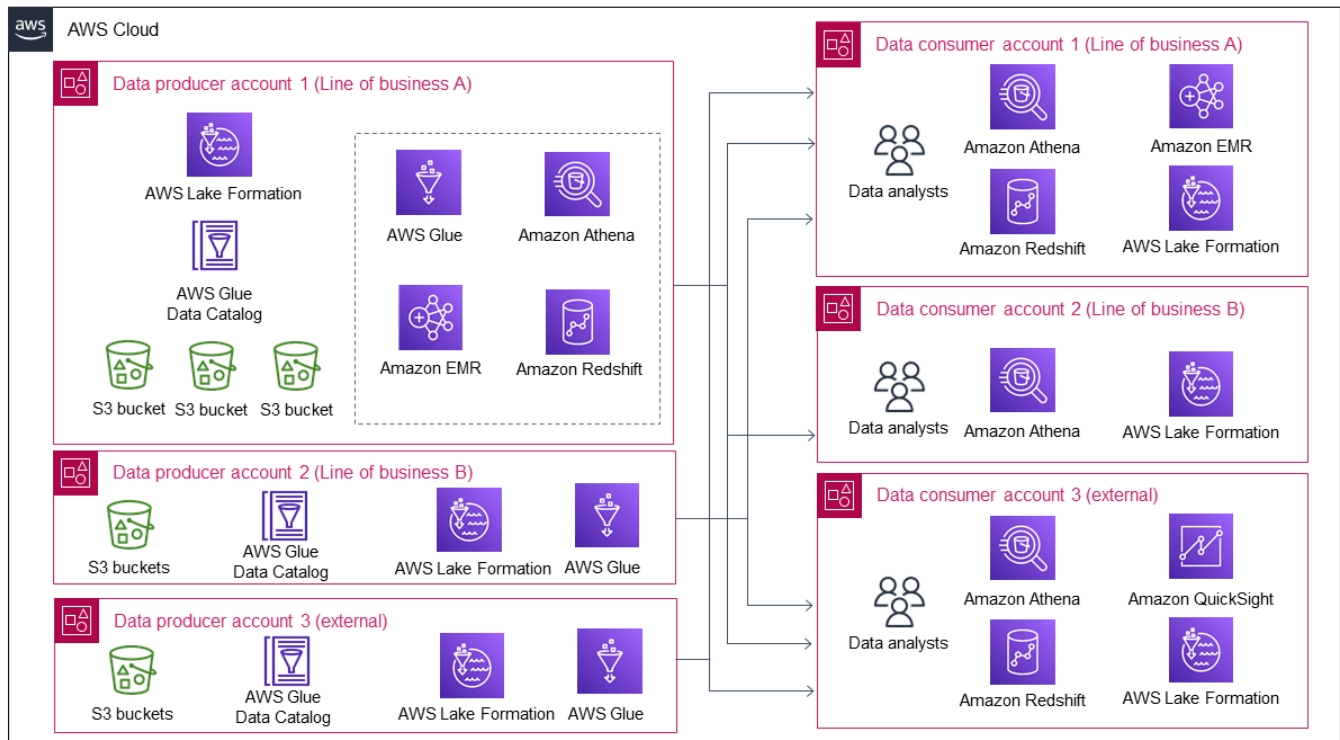 aws
AWS Cloud
Data producer account 1 (Line of business A)
AWS Lake Formation
AWS Glue
Data Catalog
S3 bucket
S3 bucket
S3 bucket
AWS Glue
Amazon Athena
Amazon EMR
Amazon Redshift
Data producer account 2 (Line of business B)
S3 buckets
AWS Glue
Data Catalog
AWS Lake Formation
AWS Glue
Data producer account 3 (external)
S3 buckets
AWS Glue
Data Catalog
AWS Lake Formation
AWS Glue
Data consumer account 1 (Line of business A)
Data analysts
Amazon Athena
Amazon EMR
Amazon Redshift
AWS Lake Formation
Data consumer account 2 (Line of business B)
Data analysts
Amazon Athena
AWS Lake Formation
Data consumer account 3 (external)
Data analysts
Amazon Athena
Amazon QuickSight
Amazon Redshift
AWS Lake Formation